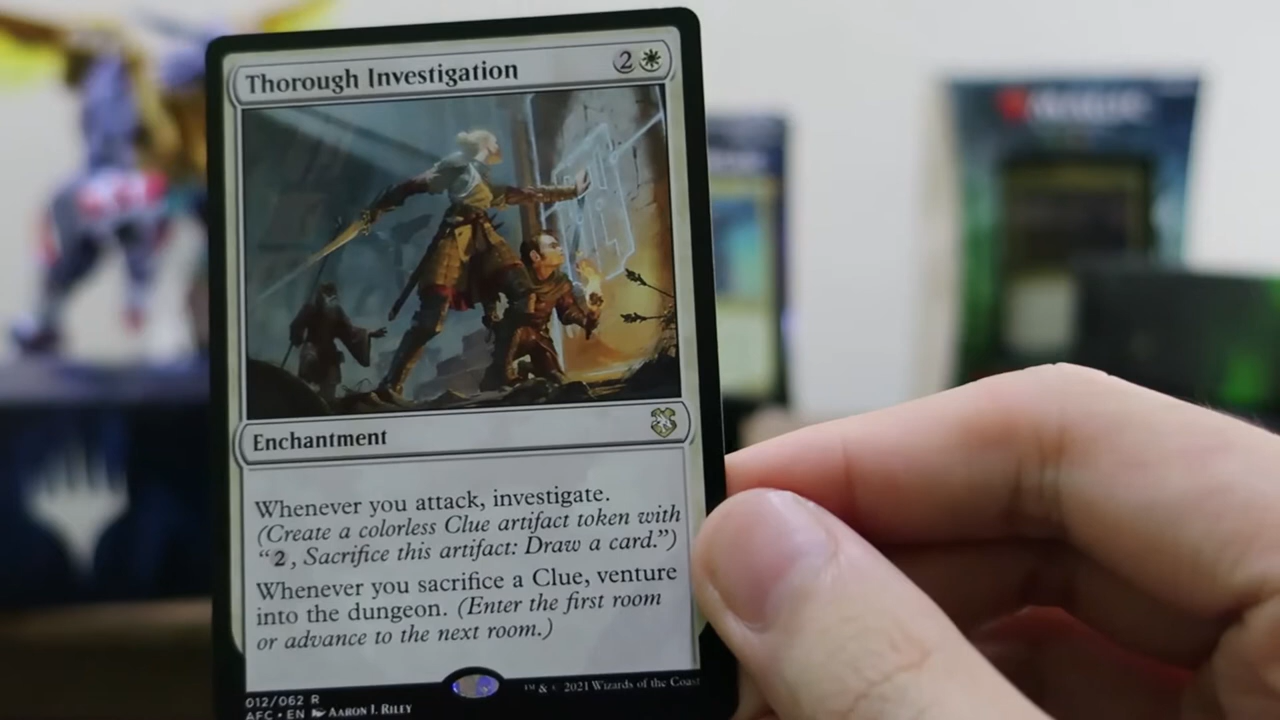 Thorough Investigation 2
Enchantment
Whenever you attack, investigate.
(Create a colorless Clue artifact token with
“2, Sacrifice this artifact: Draw a card.”)
Whenever you sacrifice a Clue, venture
into the dungeon. (Enter the first room
or advance to the next room.)
012/062 R
AFC • EN AARON J. RILEY
™ & © 2021 Wizards of the Coast